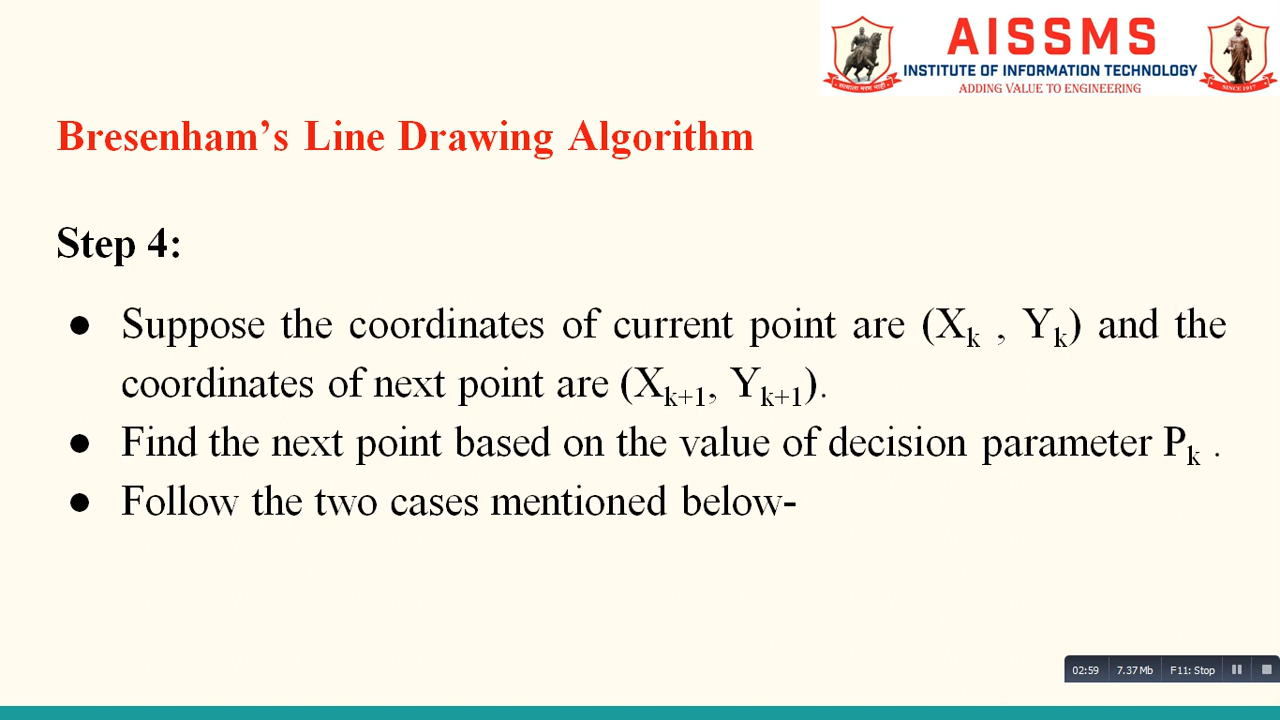 AISSMS
INSTITUTE OF INFORMATION TECHNOLOGY
ADDING VALUE TO ENGINEERING
SINCE 1917
Bresenham's Line Drawing Algorithm
Step 4:
● Suppose the coordinates of current point are (Xk , Yk) and the
coordinates of next point are (Xk+1, Yk+1).
● Find the next point based on the value of decision parameter Pk .
● Follow the two cases mentioned below-
02:59 7.37 Mb F11: Stop